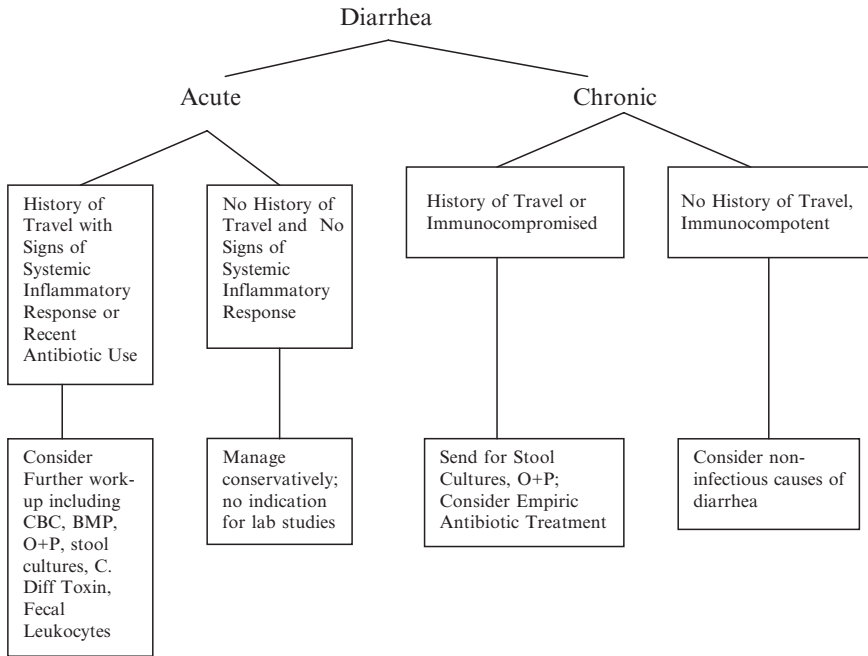 Diarrhea
Acute
Chronic
History of
Travel with
Signs of
Systemic
Inflammatory
Response or
Recent
Antibiotic Use
No History of
Travel and No
Signs of
Systemic
Inflammatory
Response
History of Travel or
Immunocompromised
No History of Travel,
Immunocompotent
Consider
Further work-
up including
CBC, BMP,
O+P, stool
cultures, C.
Diff Toxin,
Fecal
Leukocytes
Manage
conservatively;
no indication
for lab studies
Send for Stool
Cultures, O+P;
Consider Empiric
Antibiotic Treatment
Consider non-
infectious causes of
diarrhea